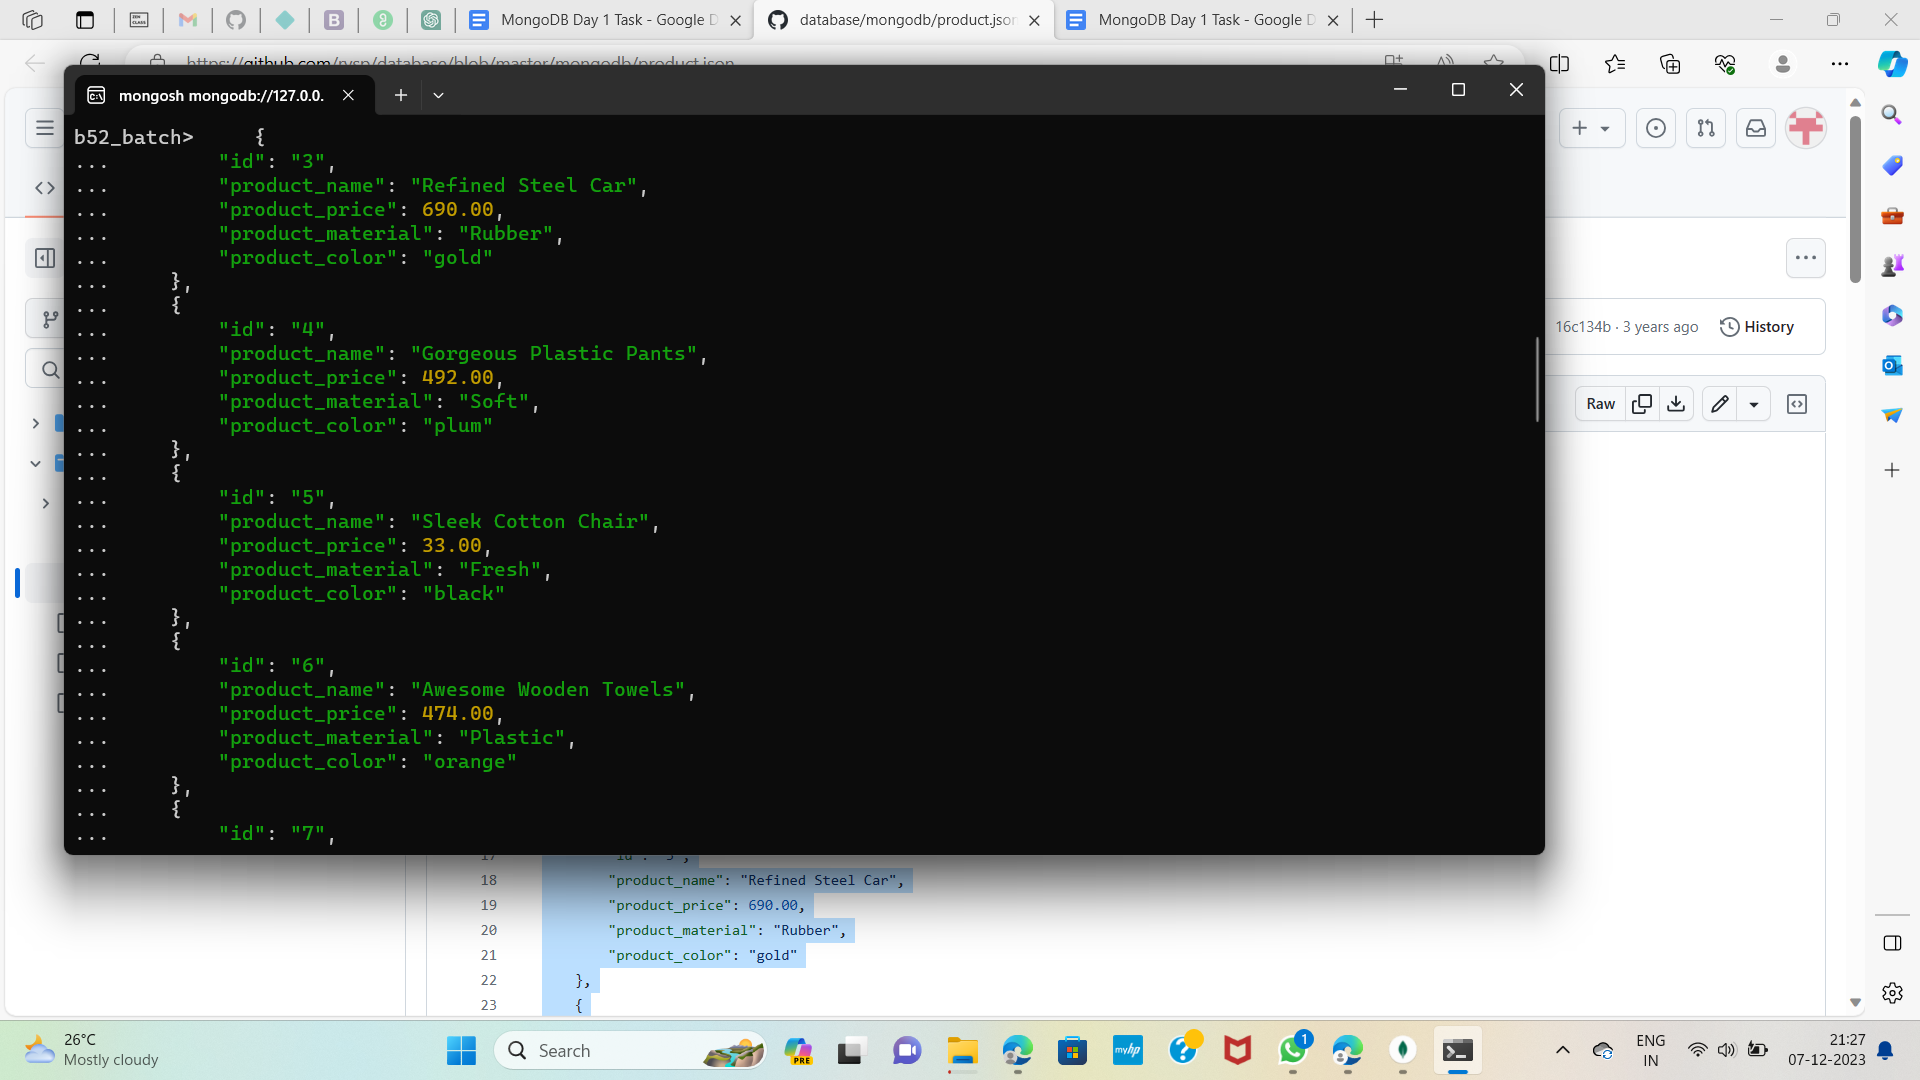 MongoDB Day 1 Task - Google D
database/mongodb/product.json
MongoDB Day 1 Task - Google D
https://github.com/rvsp/database/blob/master/mongodb/product.json
mongosh mongodb://127.0.0.
b52_batch>     {
...         "id": "3",
...         "product_name": "Refined Steel Car",
...         "product_price": 690.00,
...         "product_material": "Rubber",
...         "product_color": "gold"
...     },
...     {
...         "id": "4",
...         "product_name": "Gorgeous Plastic Pants",
...         "product_price": 492.00,
...         "product_material": "Soft",
...         "product_color": "plum"
...     },
...     {
...         "id": "5",
...         "product_name": "Sleek Cotton Chair",
...         "product_price": 33.00,
...         "product_material": "Fresh",
...         "product_color": "black"
...     },
...     {
...         "id": "6",
...         "product_name": "Awesome Wooden Towels",
...         "product_price": 474.00,
...         "product_material": "Plastic",
...         "product_color": "orange"
...     },
...     {
...         "id": "7",
16c134b · 3 years ago
History
Raw
18 "product_name": "Refined Steel Car",
19 "product_price": 690.00,
20 "product_material": "Rubber",
21 "product_color": "gold"
22 },
23 {
26°C
Mostly cloudy
Search
PRE
myhp
1
ENG
IN
21:27
07-12-2023